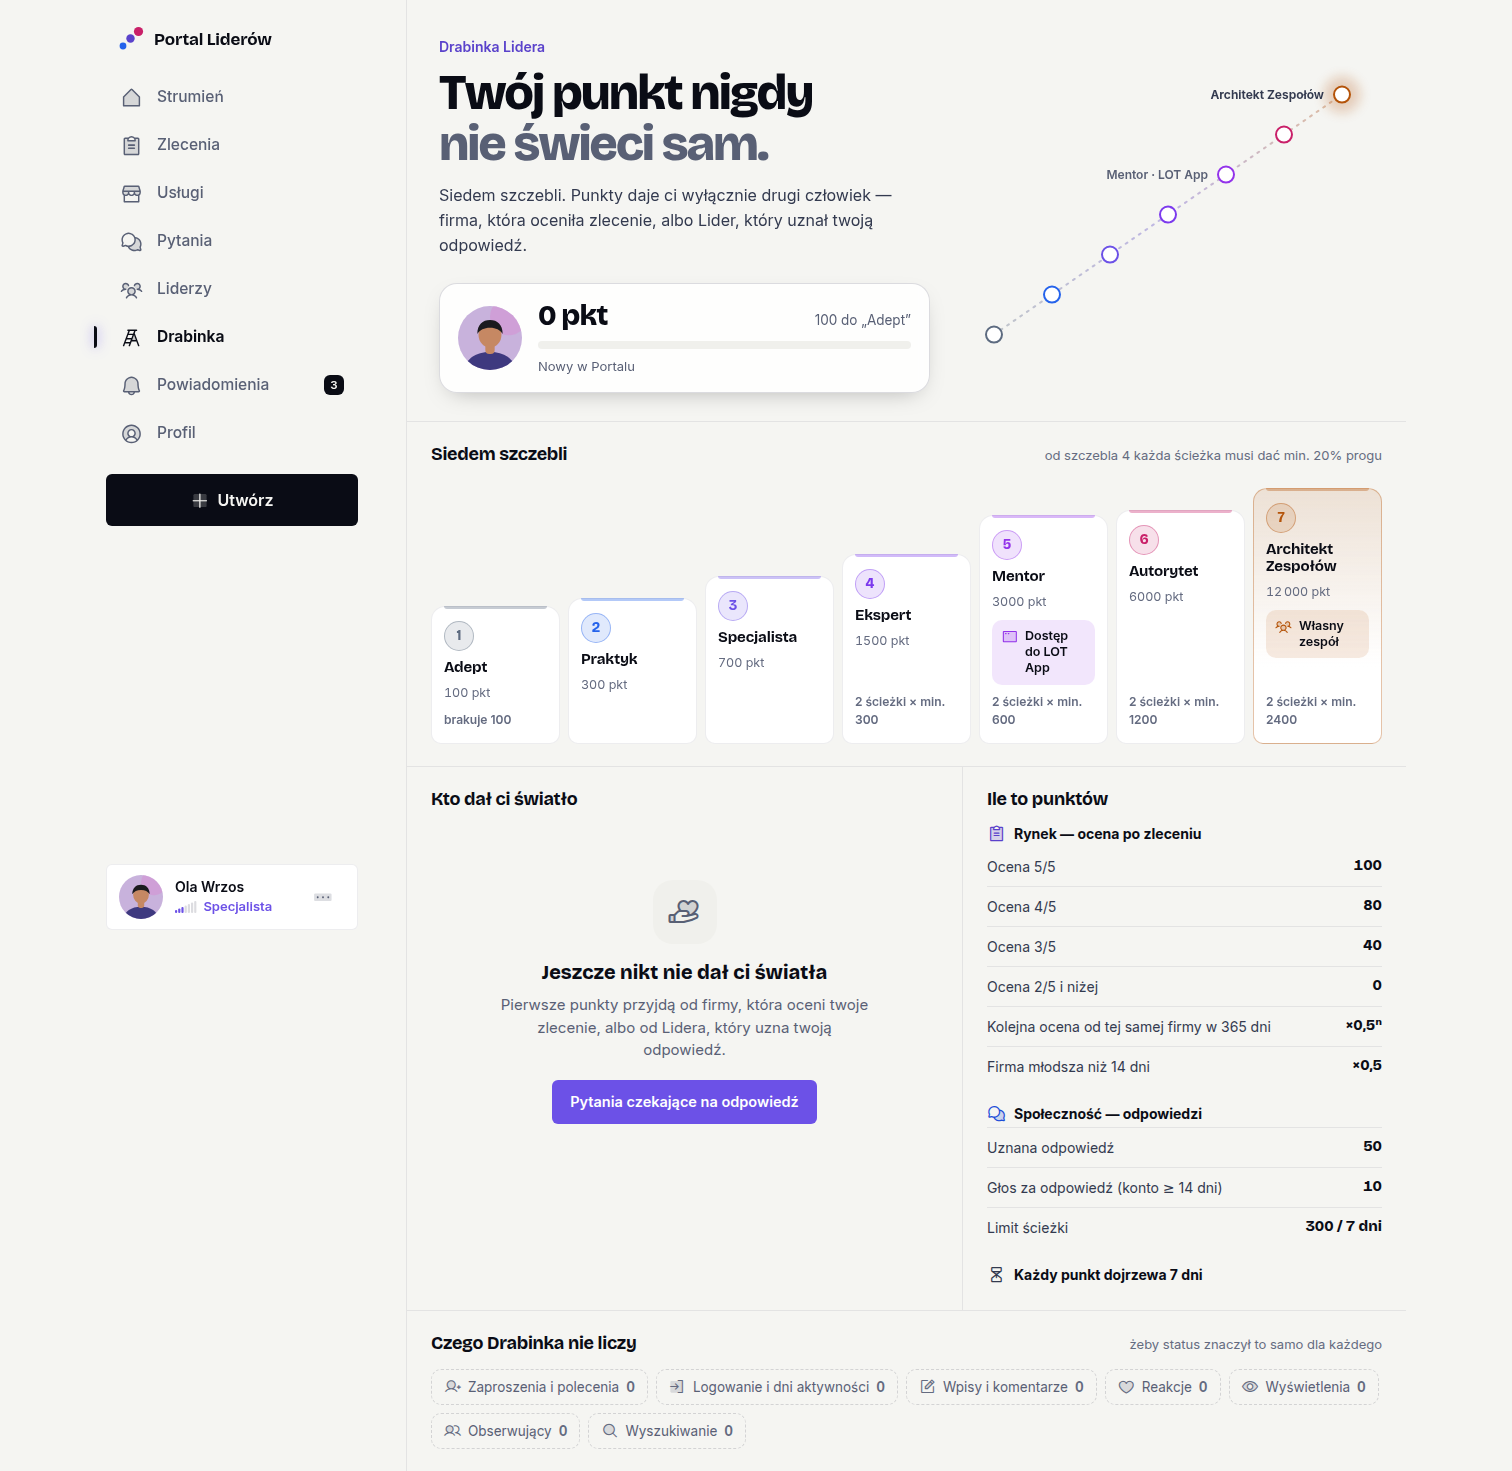 Portal Liderów
Strumień
Zlecenia
Usługi
Pytania
Liderzy
Drabinka
Powiadomienia 3
Profil
Utwórz
Ola Wrzos
Specjalista
Drabinka Lidera
Twój punkt nigdy
nie świeci sam.
Siedem szczebli. Punkty daje ci wyłącznie drugi człowiek —
firma, która oceniła zlecenie, albo Lider, który uznał twoją
odpowiedź.
0 pkt
100 do „Adept”
Nowy w Portalu
Architekt Zespołów
Mentor · LOT App
Siedem szczebli
od szczebla 4 każda ścieżka musi dać min. 20% progu
1
Adept
100 pkt
brakuje 100
2
Praktyk
300 pkt
3
Specjalista
700 pkt
4
Ekspert
1500 pkt
2 ścieżki × min.
300
5
Mentor
3000 pkt
Dostęp
do LOT
App
2 ścieżki × min.
600
6
Autorytet
6000 pkt
2 ścieżki × min.
1200
7
Architekt
Zespołów
12 000 pkt
Własny
zespół
2 ścieżki × min.
2400
Kto dał ci światło
Jeszcze nikt nie dał ci światła
Pierwsze punkty przyjdą od firmy, która oceni twoje
zlecenie, albo od Lidera, który uzna twoją
odpowiedź.
Pytania czekające na odpowiedź
Ile to punktów
Rynek — ocena po zleceniu
Ocena 5/5 100
Ocena 4/5 80
Ocena 3/5 40
Ocena 2/5 i niżej 0
Kolejna ocena od tej samej firmy w 365 dni ×0,5ⁿ
Firma młodsza niż 14 dni ×0,5
Społeczność — odpowiedzi
Uznana odpowiedź 50
Głos za odpowiedź (konto ≥ 14 dni) 10
Limit ścieżki 300 / 7 dni
Każdy punkt dojrzewa 7 dni
Czego Drabinka nie liczy
żeby status znaczył to samo dla każdego
Zaproszenia i polecenia 0
Logowanie i dni aktywności 0
Wpisy i komentarze 0
Reakcje 0
Wyświetlenia 0
Obserwujący 0
Wyszukiwanie 0